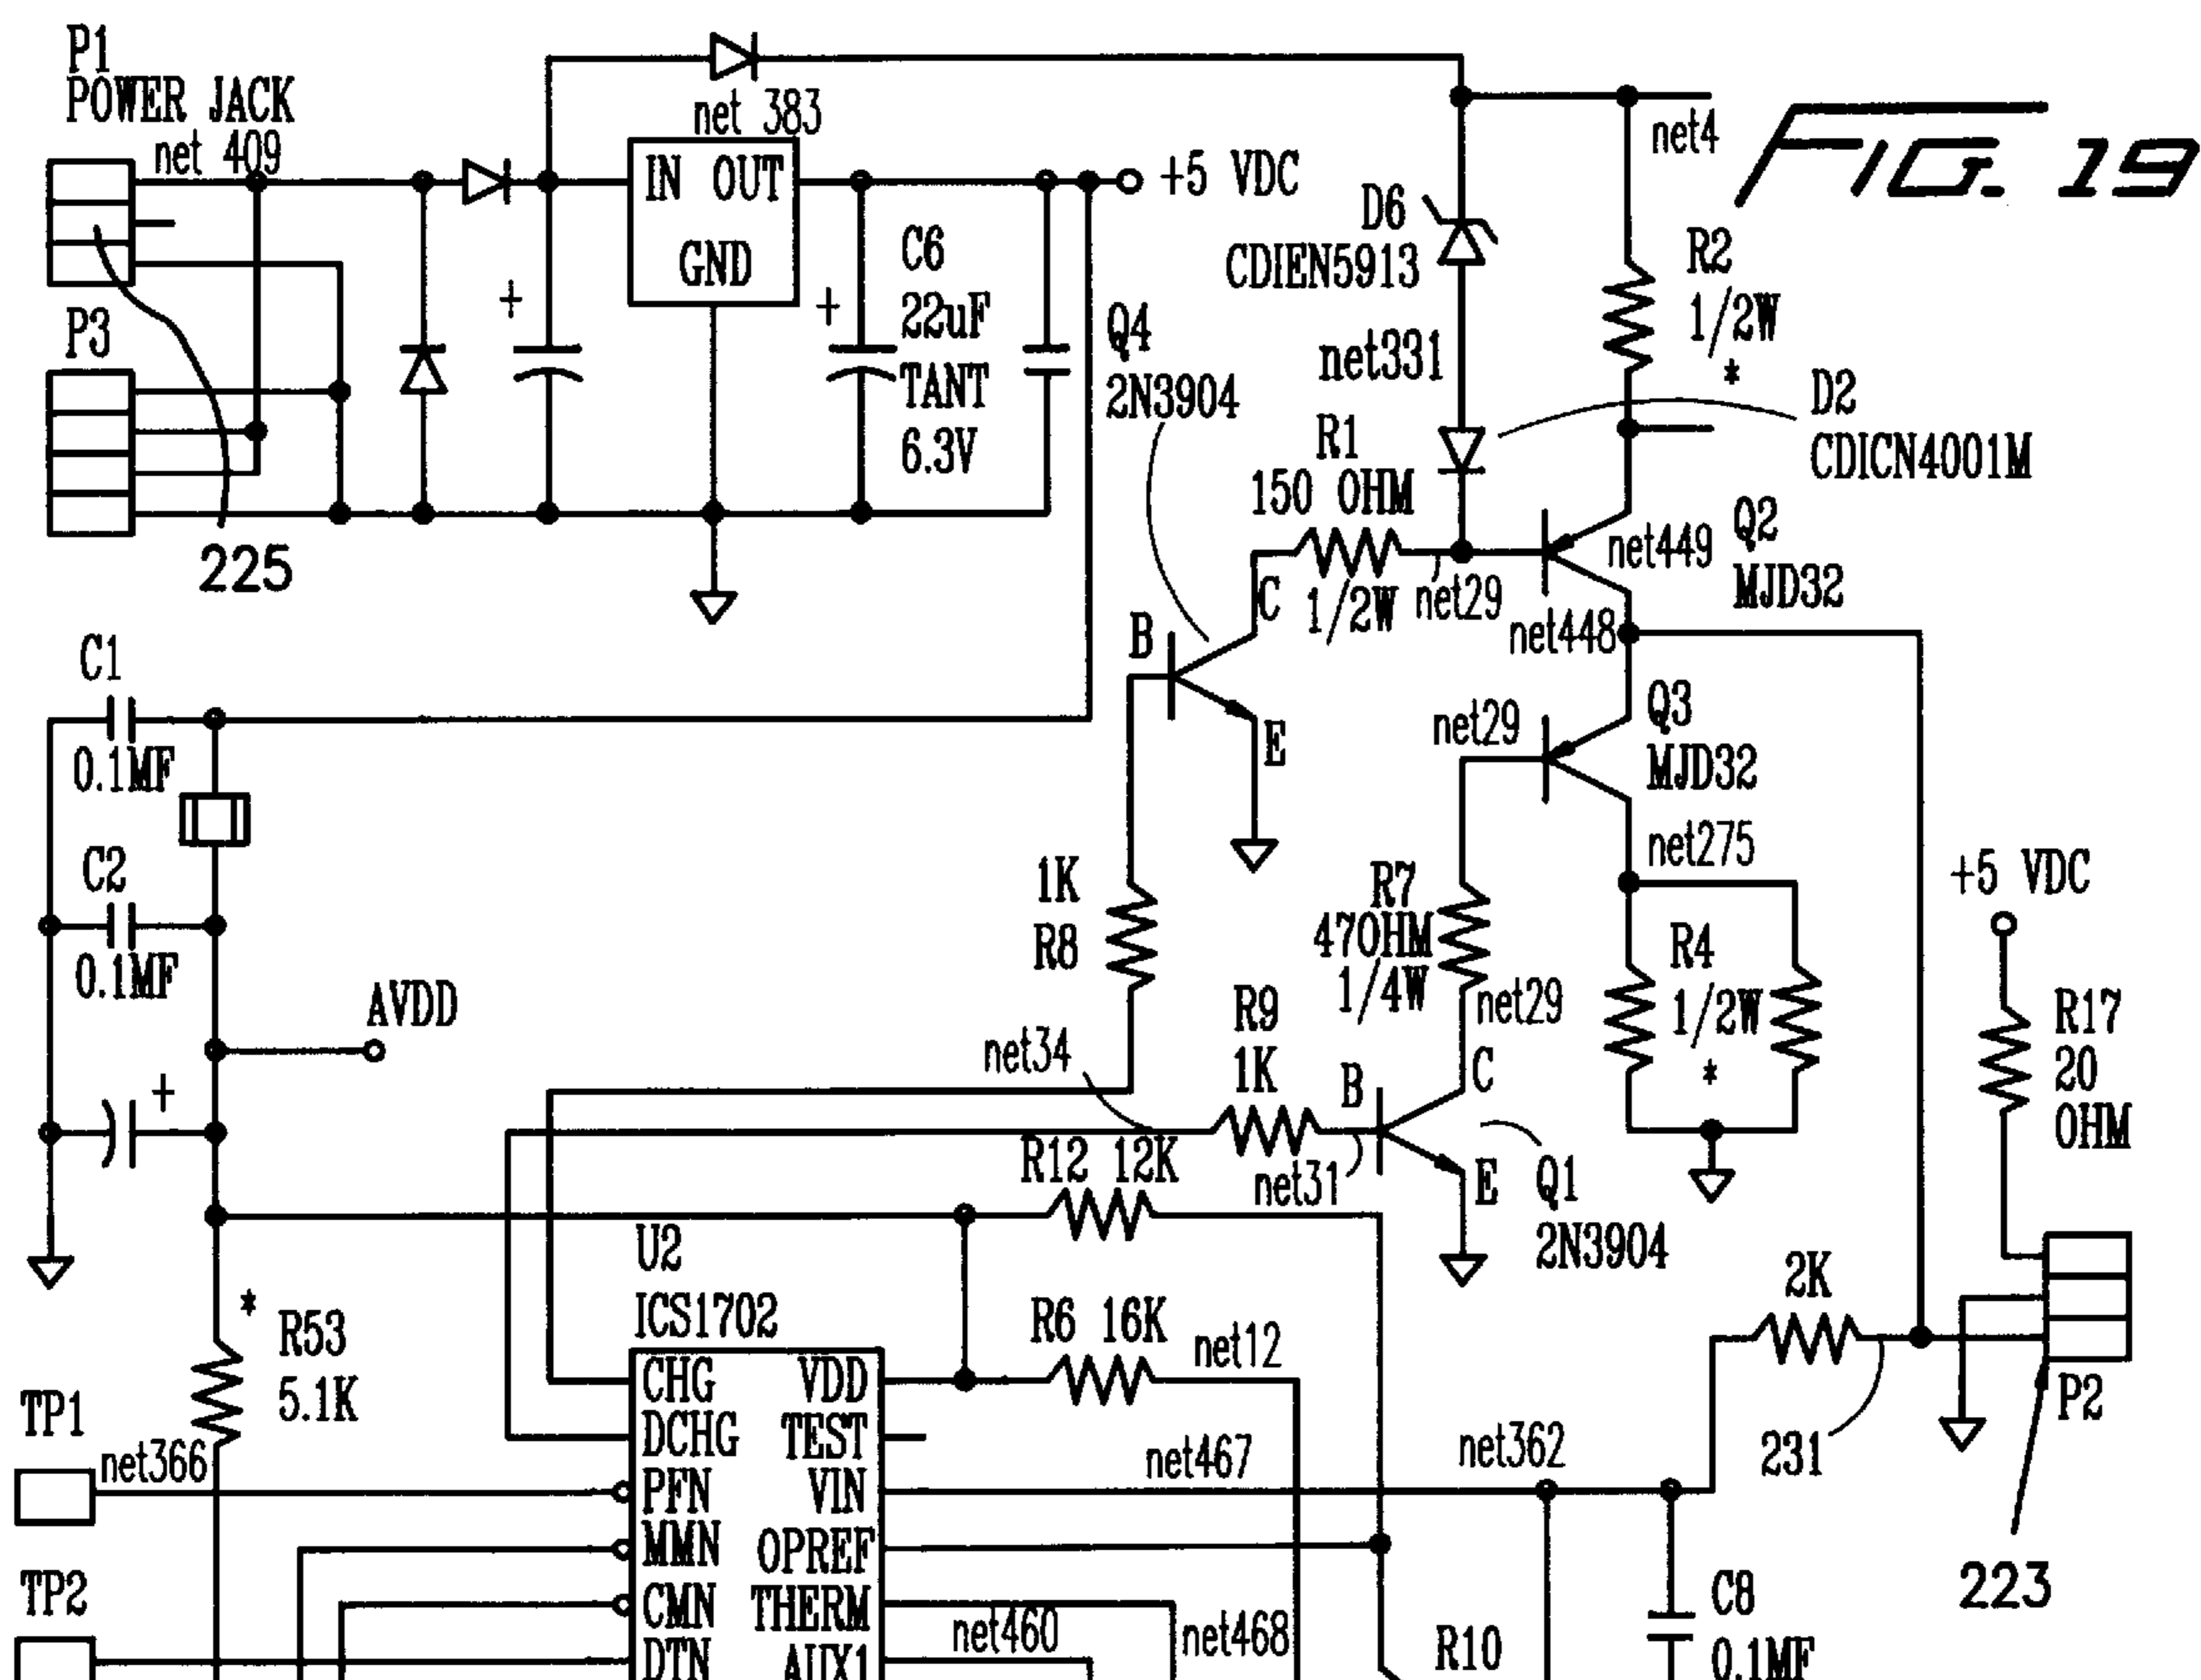 P1
POWER JACK
net 409
net 383
net4
FIG. 19
IN OUT
GND
+5 VDC
+
+
C6
22uF
TANT
6.3V
Q4
2N3904
D6
CDIEN5913
R2
1/2W
*
net331
D2
CDICN4001M
P3
R1
150 OHM
1/2W
net29
Q2
MJD32
net449
net448
225
B
C
E
C1
0.1MF
net29
Q3
MJD32
net275
C2
0.1MF
1K
R8
R7
47OHM
1/4W
net29
R4
1/2W
*
+5 VDC
R17
20
OHM
AVDD
+
net34
R9
1K
B
C
E
net31
Q1
2N3904
R12 12K
U2
ICS1702
R6 16K
net12
2K
P2
231
223
*
R53
5.1K
TP1
net366
CHG VDD
DCHG TEST
PFN VIN
MMN OPREF
CMN THERM
DTN AUX1
net467
net362
TP2
net460
net468
R10
C8
0.1MF